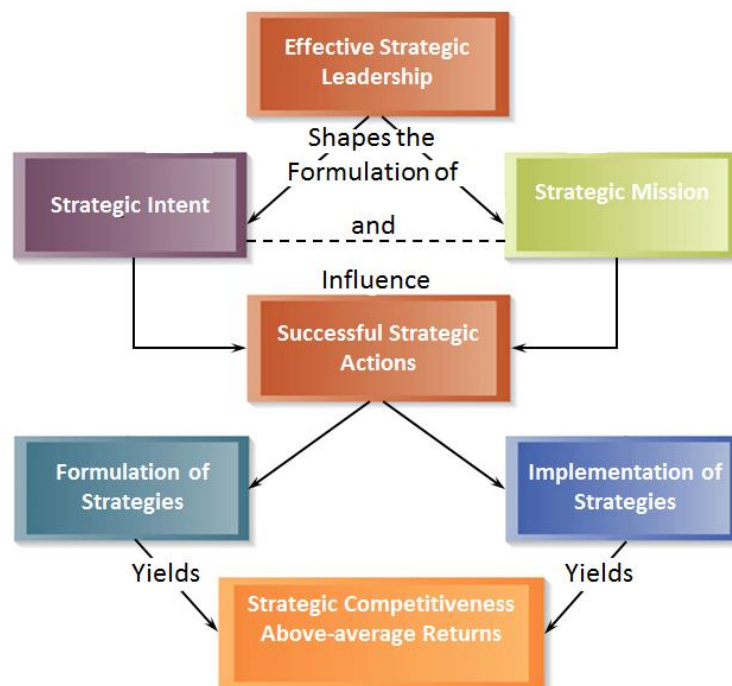 Effective Strategic
Leadership
Shapes the
Formulation of
Strategic Intent
and
Strategic Mission
Influence
Successful Strategic
Actions
Formulation of
Strategies
Implementation of
Strategies
Yields
Yields
Strategic Competitiveness
Above-average Returns